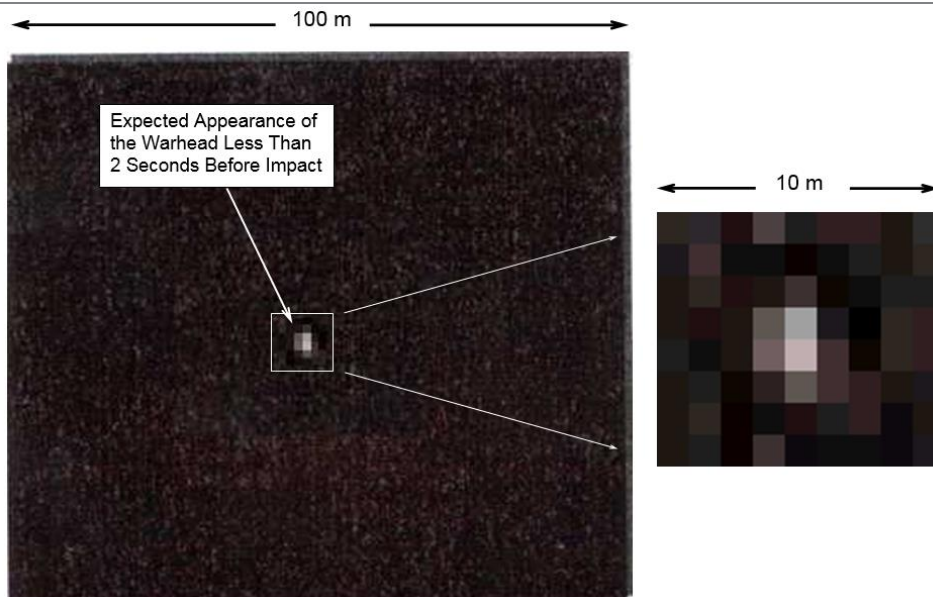 100 m
Expected Appearance of
the Warhead Less Than
2 Seconds Before Impact
10 m